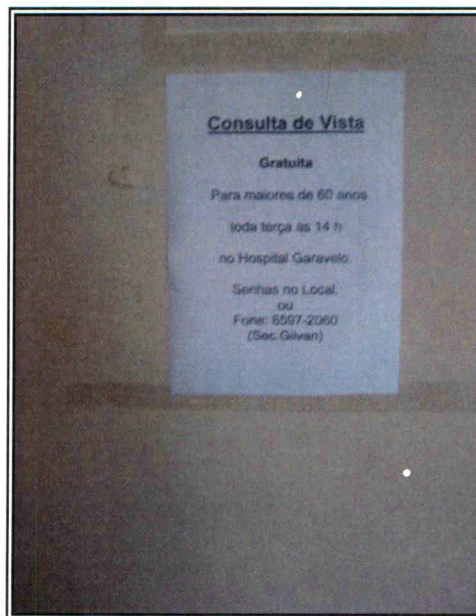 Consulta de Vista
Gratuita
Para maiores de 60 anos
toda terça às 14 h
no Hospital Garavelo.
Senhas no Local.
ou
Fone: 8597-2060
(Sec.Gilvan)